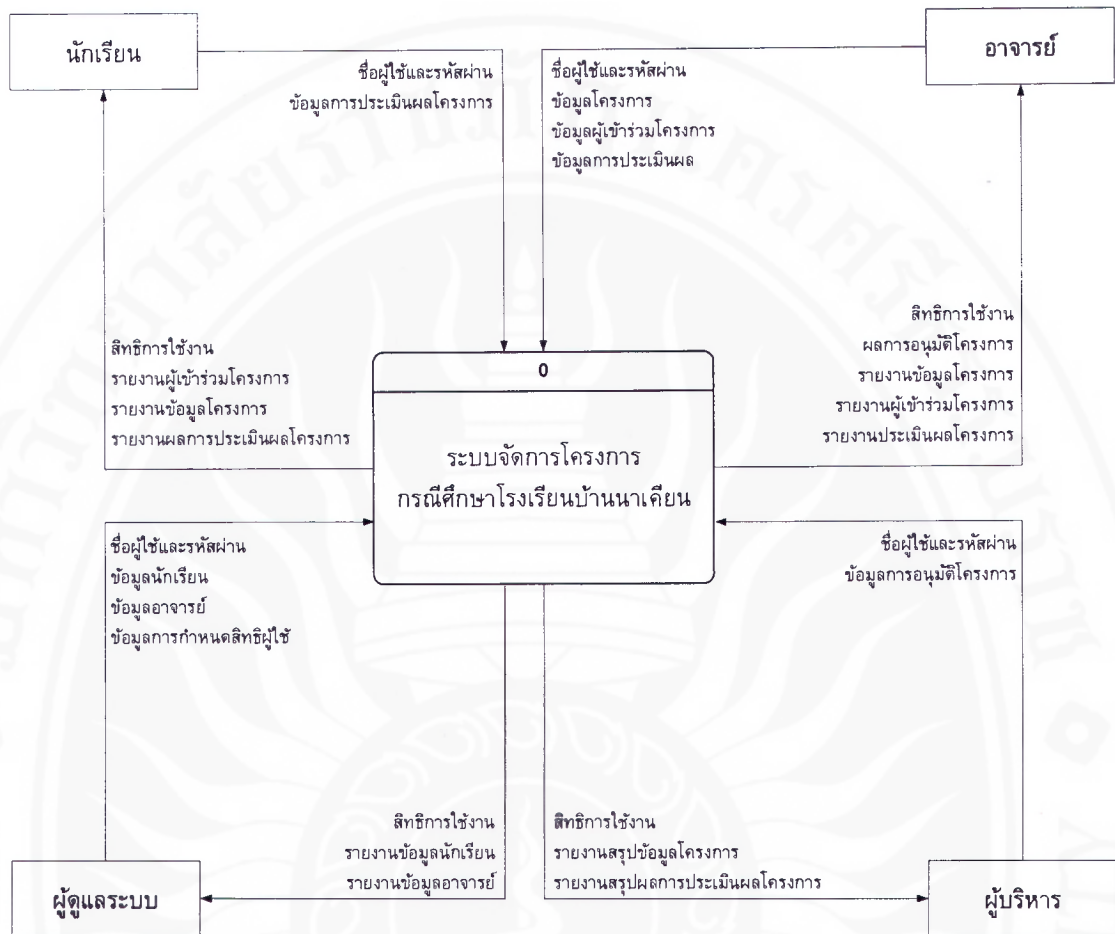 นักเรียน
อาจารย์
ชื่อผู้ใช้และรหัสผ่าน
ข้อมูลการประเมินผลโครงการ
ชื่อผู้ใช้และรหัสผ่าน
ข้อมูลโครงการ
ข้อมูลผู้เข้าร่วมโครงการ
ข้อมูลการประเมินผล
สิทธิการใช้งาน
รายงานผู้เข้าร่วมโครงการ
รายงานข้อมูลโครงการ
รายงานผลการประเมินผลโครงการ
สิทธิการใช้งาน
ผลการอนุมัติโครงการ
รายงานข้อมูลโครงการ
รายงานผู้เข้าร่วมโครงการ
รายงานประเมินผลโครงการ
0
ระบบจัดการโครงการ
กรณีศึกษาโรงเรียนบ้านนาเคียน
ชื่อผู้ใช้และรหัสผ่าน
ข้อมูลนักเรียน
ข้อมูลอาจารย์
ข้อมูลการกำหนดสิทธิผู้ใช้
ชื่อผู้ใช้และรหัสผ่าน
ข้อมูลการอนุมัติโครงการ
สิทธิการใช้งาน
รายงานข้อมูลนักเรียน
รายงานข้อมูลอาจารย์
สิทธิการใช้งาน
รายงานสรุปข้อมูลโครงการ
รายงานสรุปผลการประเมินผลโครงการ
ผู้ดูแลระบบ
ผู้บริหาร